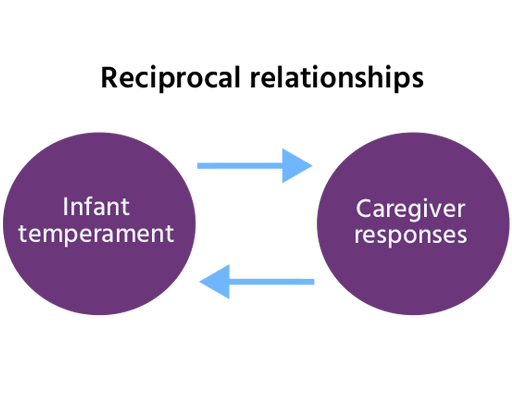 Reciprocal relationships
Infant
temperament
Caregiver
responses